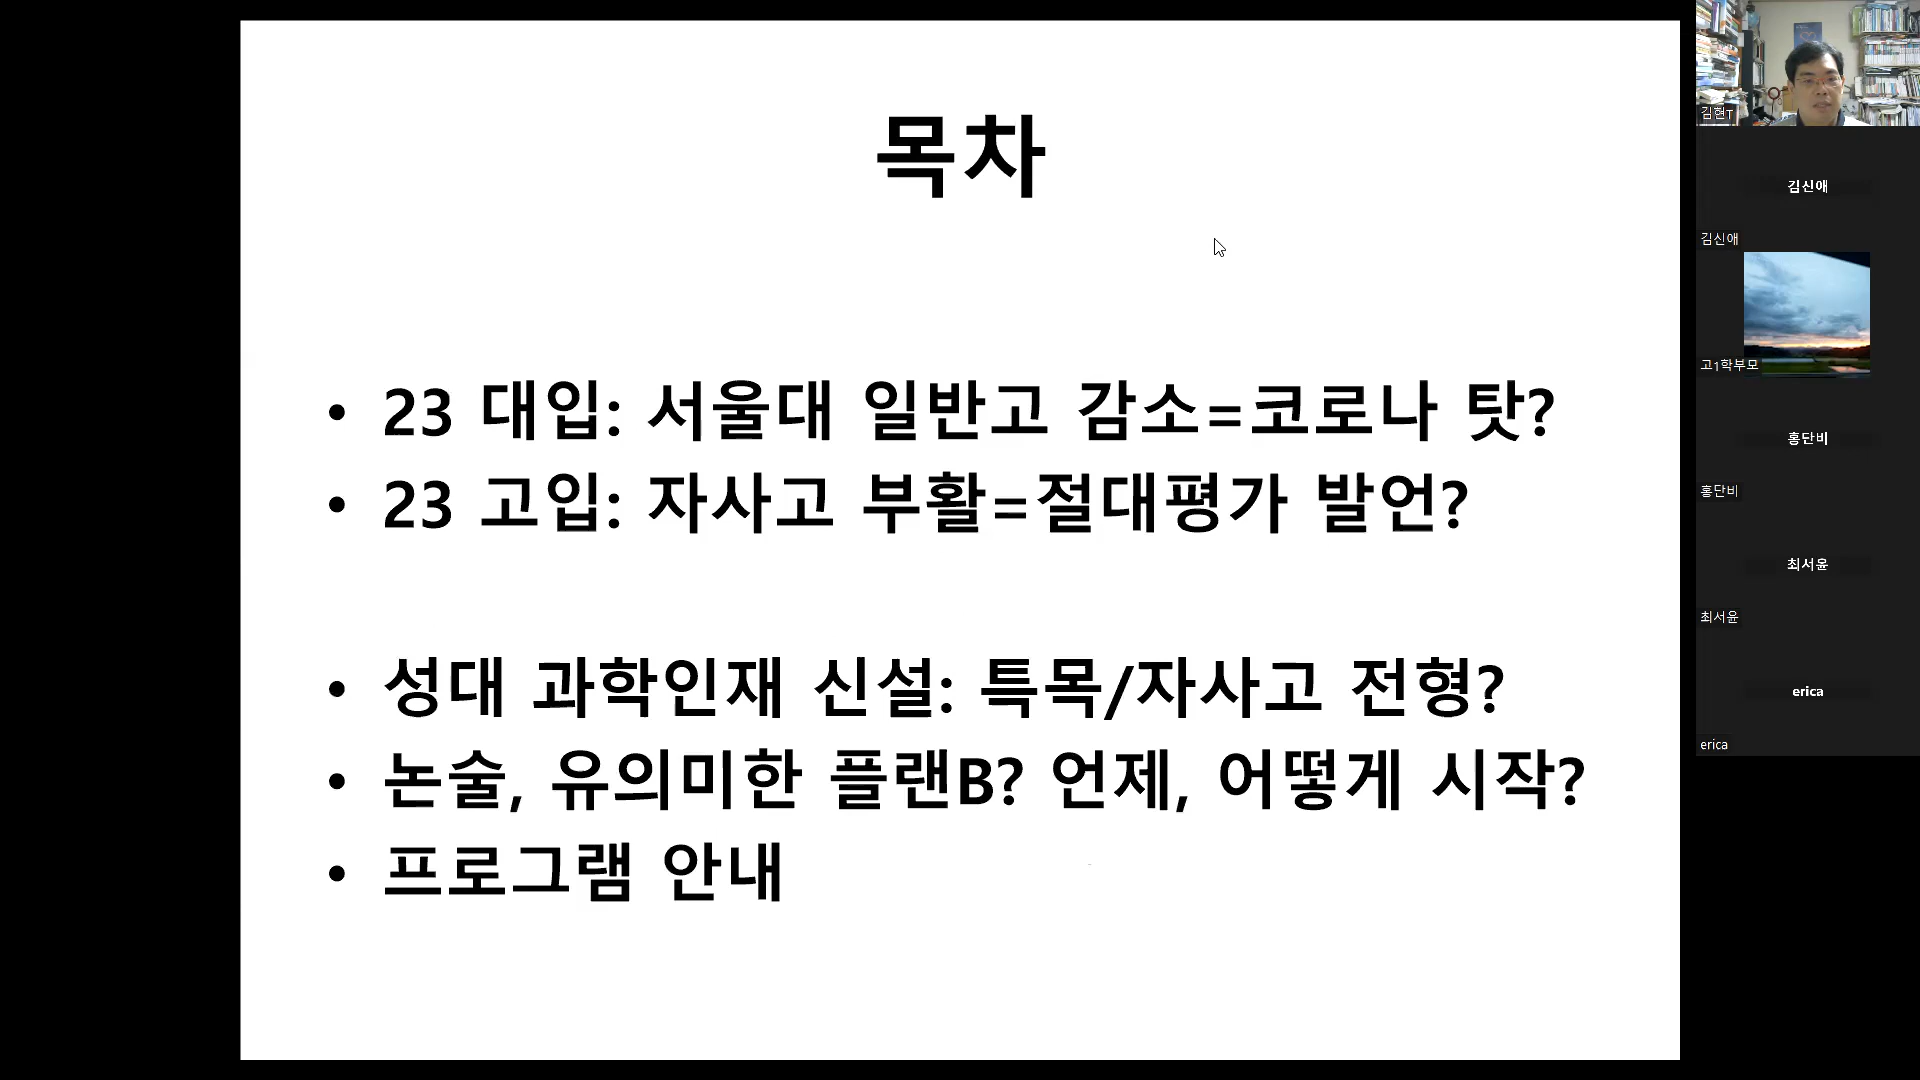 목차
• 23 대입: 서울대 일반고 감소=코로나 탓?
• 23 고입: 자사고 부활=절대평가 발언?
• 성대 과학인재 신설: 특목/자사고 전형?
• 논술, 유의미한 플랜B? 언제, 어떻게 시작?
• 프로그램 안내
김현T
김신애
김신애
고1학부모
홍단비
홍단비
최서윤
최서윤
erica
erica